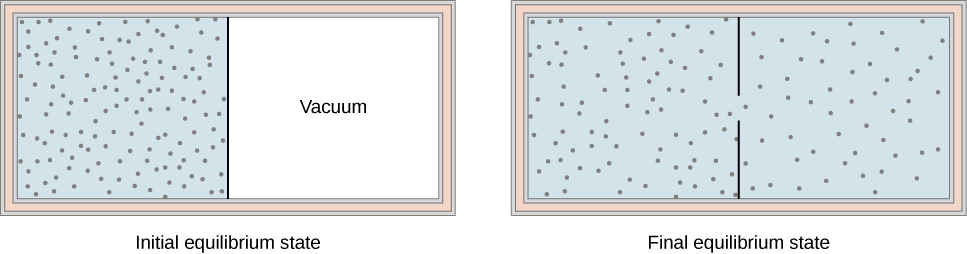 Vacuum
Initial equilibrium state
Final equilibrium state